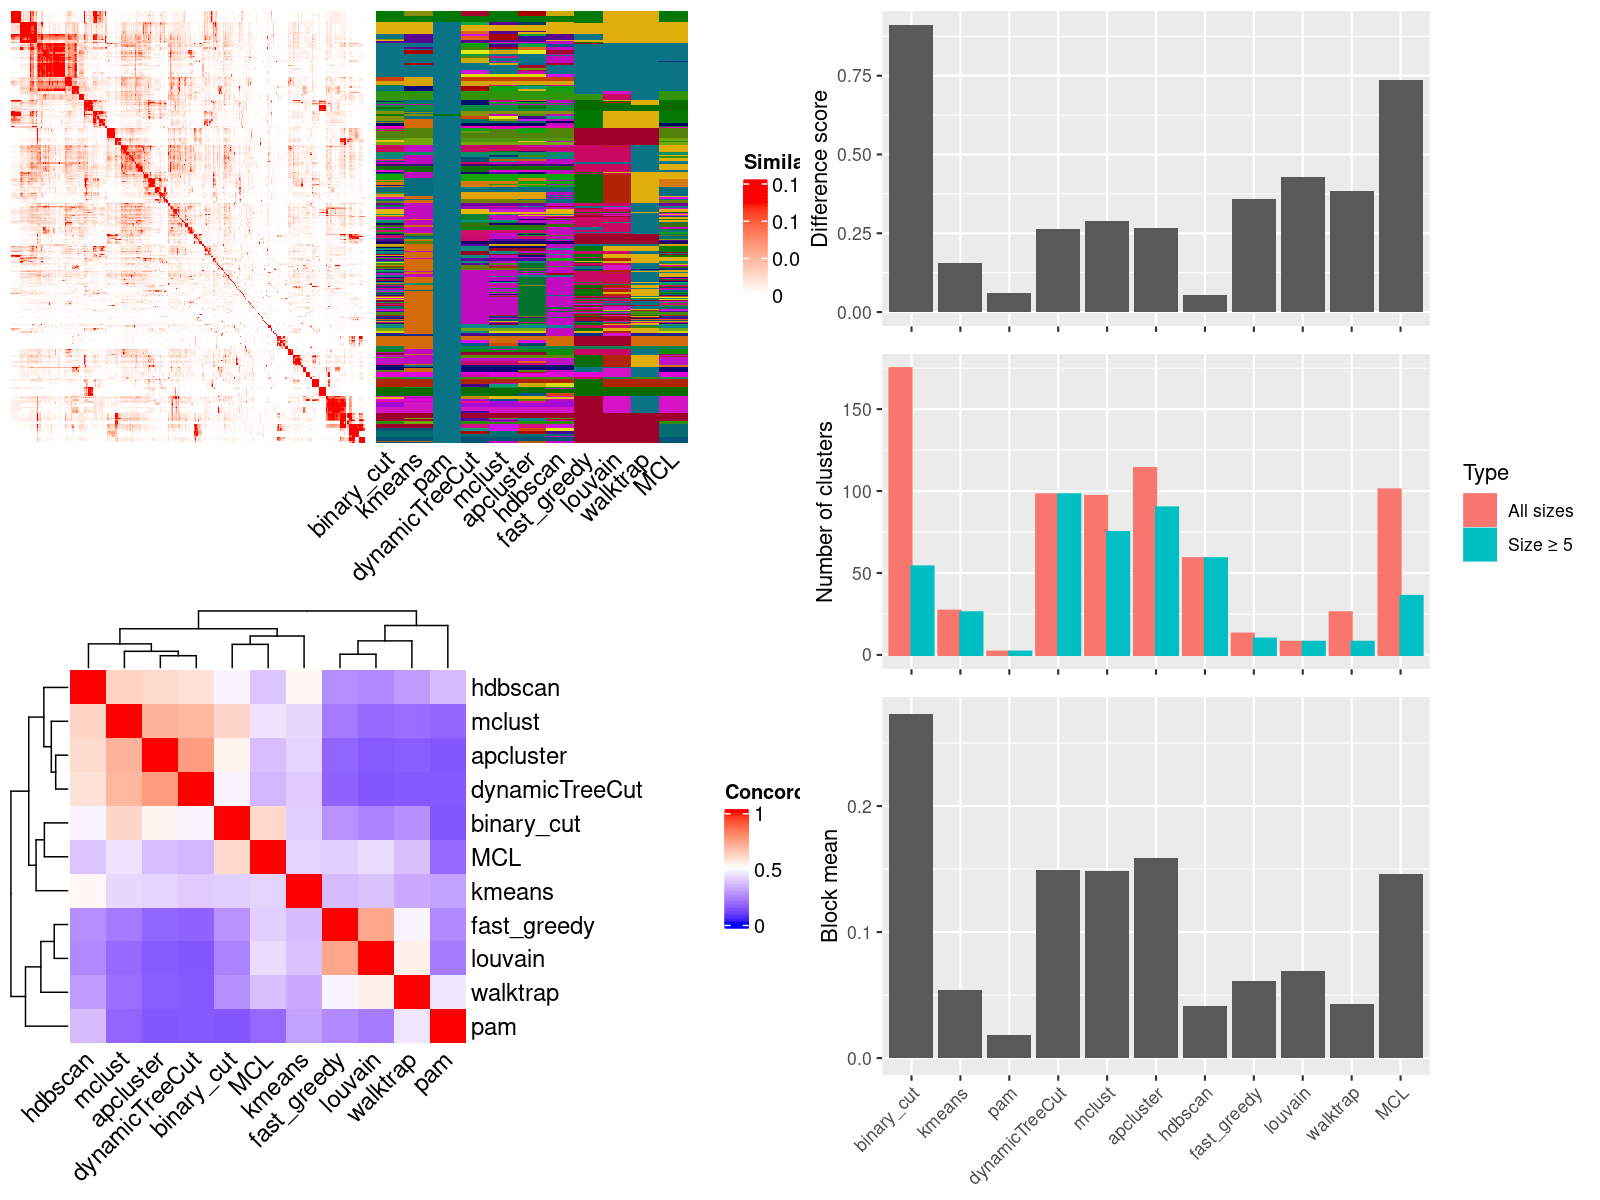 Simila
0.1
0.1
0.0
0
binary_cut
kmeans
pam
dynamicTreeCut
mclust
apcluster
hdbscan
fast_greedy
louvain
walktrap
MCL
hdbscan
mclust
apcluster
dynamicTreeCut
binary_cut
MCL
kmeans
fast_greedy
louvain
walktrap
pam
hdbscan
mclust
apcluster
dynamicTreeCut
binary_cut
MCL
kmeans
fast_greedy
louvain
walktrap
pam
Concord
1
0.5
0
Difference score
0.75
0.50
0.25
0.00
Number of clusters
150
100
50
0
Type
All sizes
Size ≥ 5
Block mean
0.2
0.1
0.0
binary_cut
kmeans
pam
dynamicTreeCut
mclust
apcluster
hdbscan
fast_greedy
louvain
walktrap
MCL